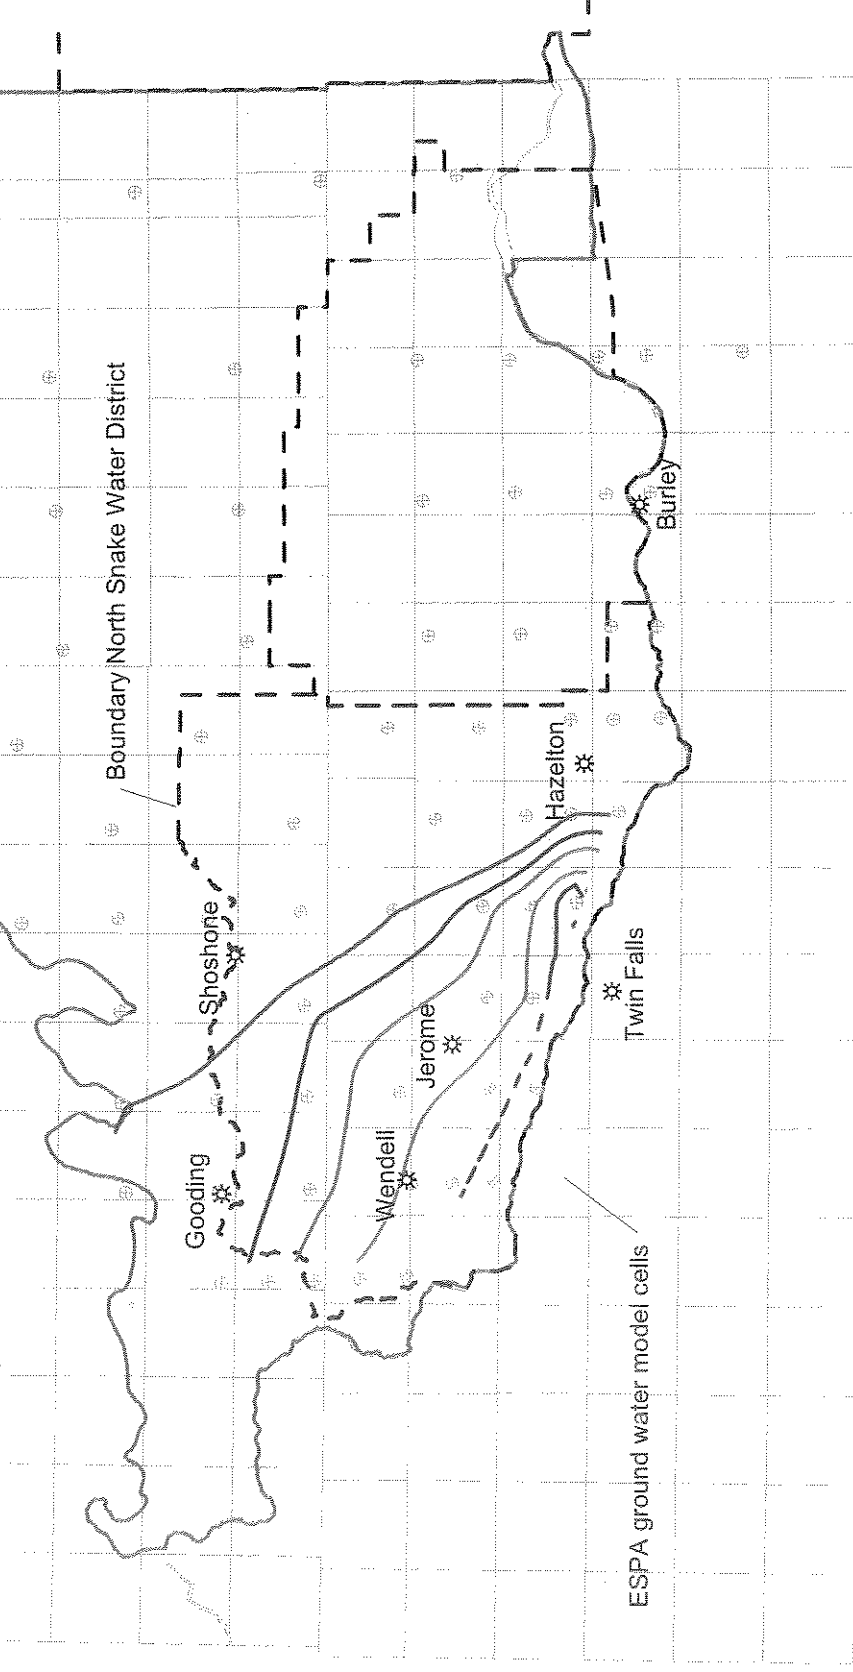 Boundary North Snake Water District
Shoshone
Gooding
Hazelton
Burley
Jerome
Wendell
Twin Falls
ESPA ground water model cells